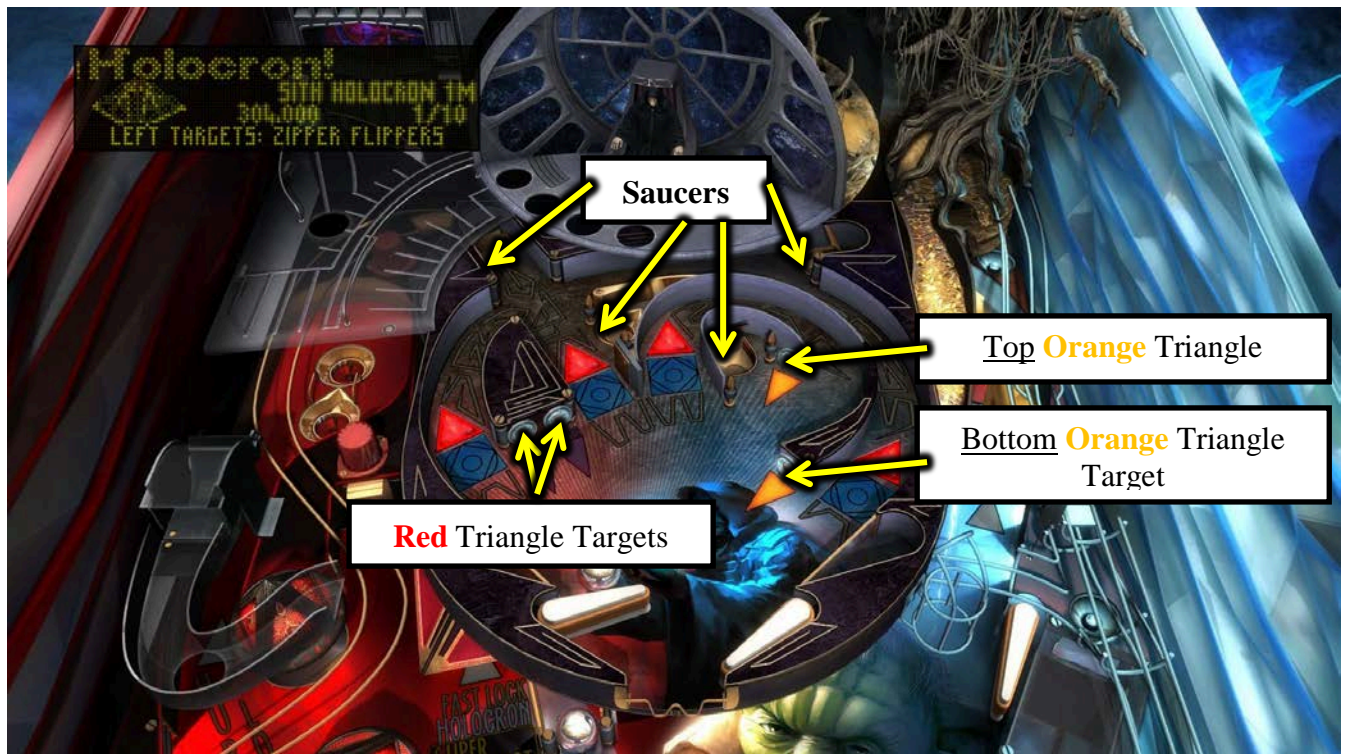 Holocron!
SITH HOLOCRON TM
304.000 1/10
LEFT TARGETS: ZIPPER FLIPPERS
Saucers
Top Orange Triangle
Bottom Orange Triangle
Target
Red Triangle Targets
FAST LOCK
HOLOCRON